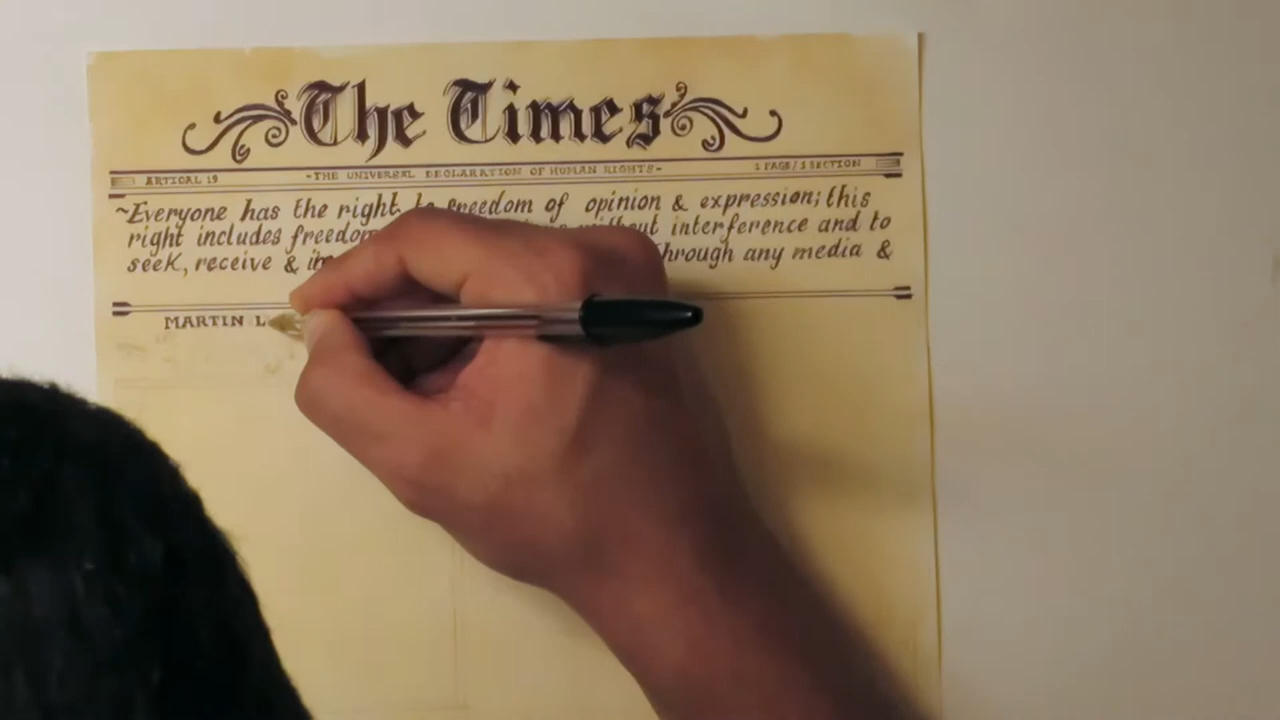 The Times
ARTICAL 19 -THE UNIVERSAL DECLARATION OF HUMAN RIGHTS- 1 PAGE/1 SECTION
~Everyone has the right to freedom of opinion & expression; this
right includes freedom without interference and to
seek, receive & through any media &
MARTIN L